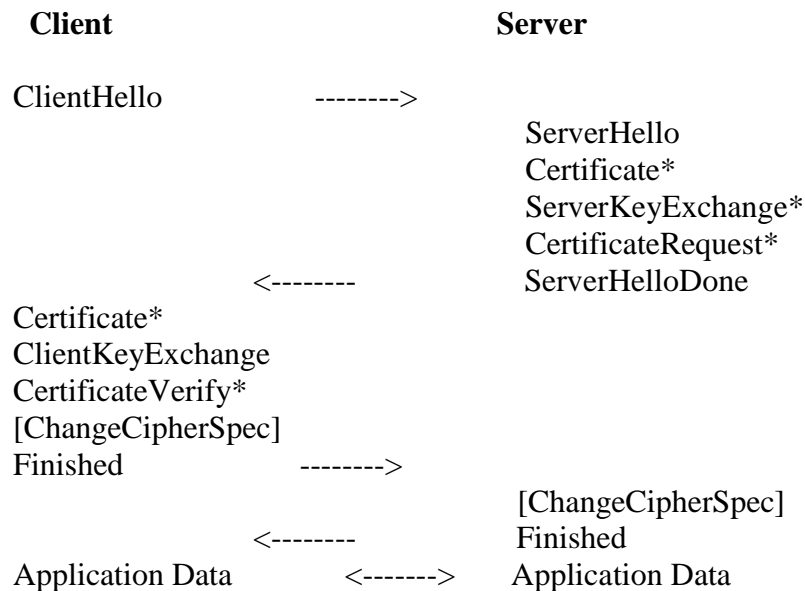 Client Server
ClientHello -------->
ServerHello
Certificate*
ServerKeyExchange*
CertificateRequest*
<-------- ServerHelloDone
Certificate*
ClientKeyExchange
CertificateVerify*
[ChangeCipherSpec]
Finished -------->
[ChangeCipherSpec]
<-------- Finished
Application Data <-------> Application Data